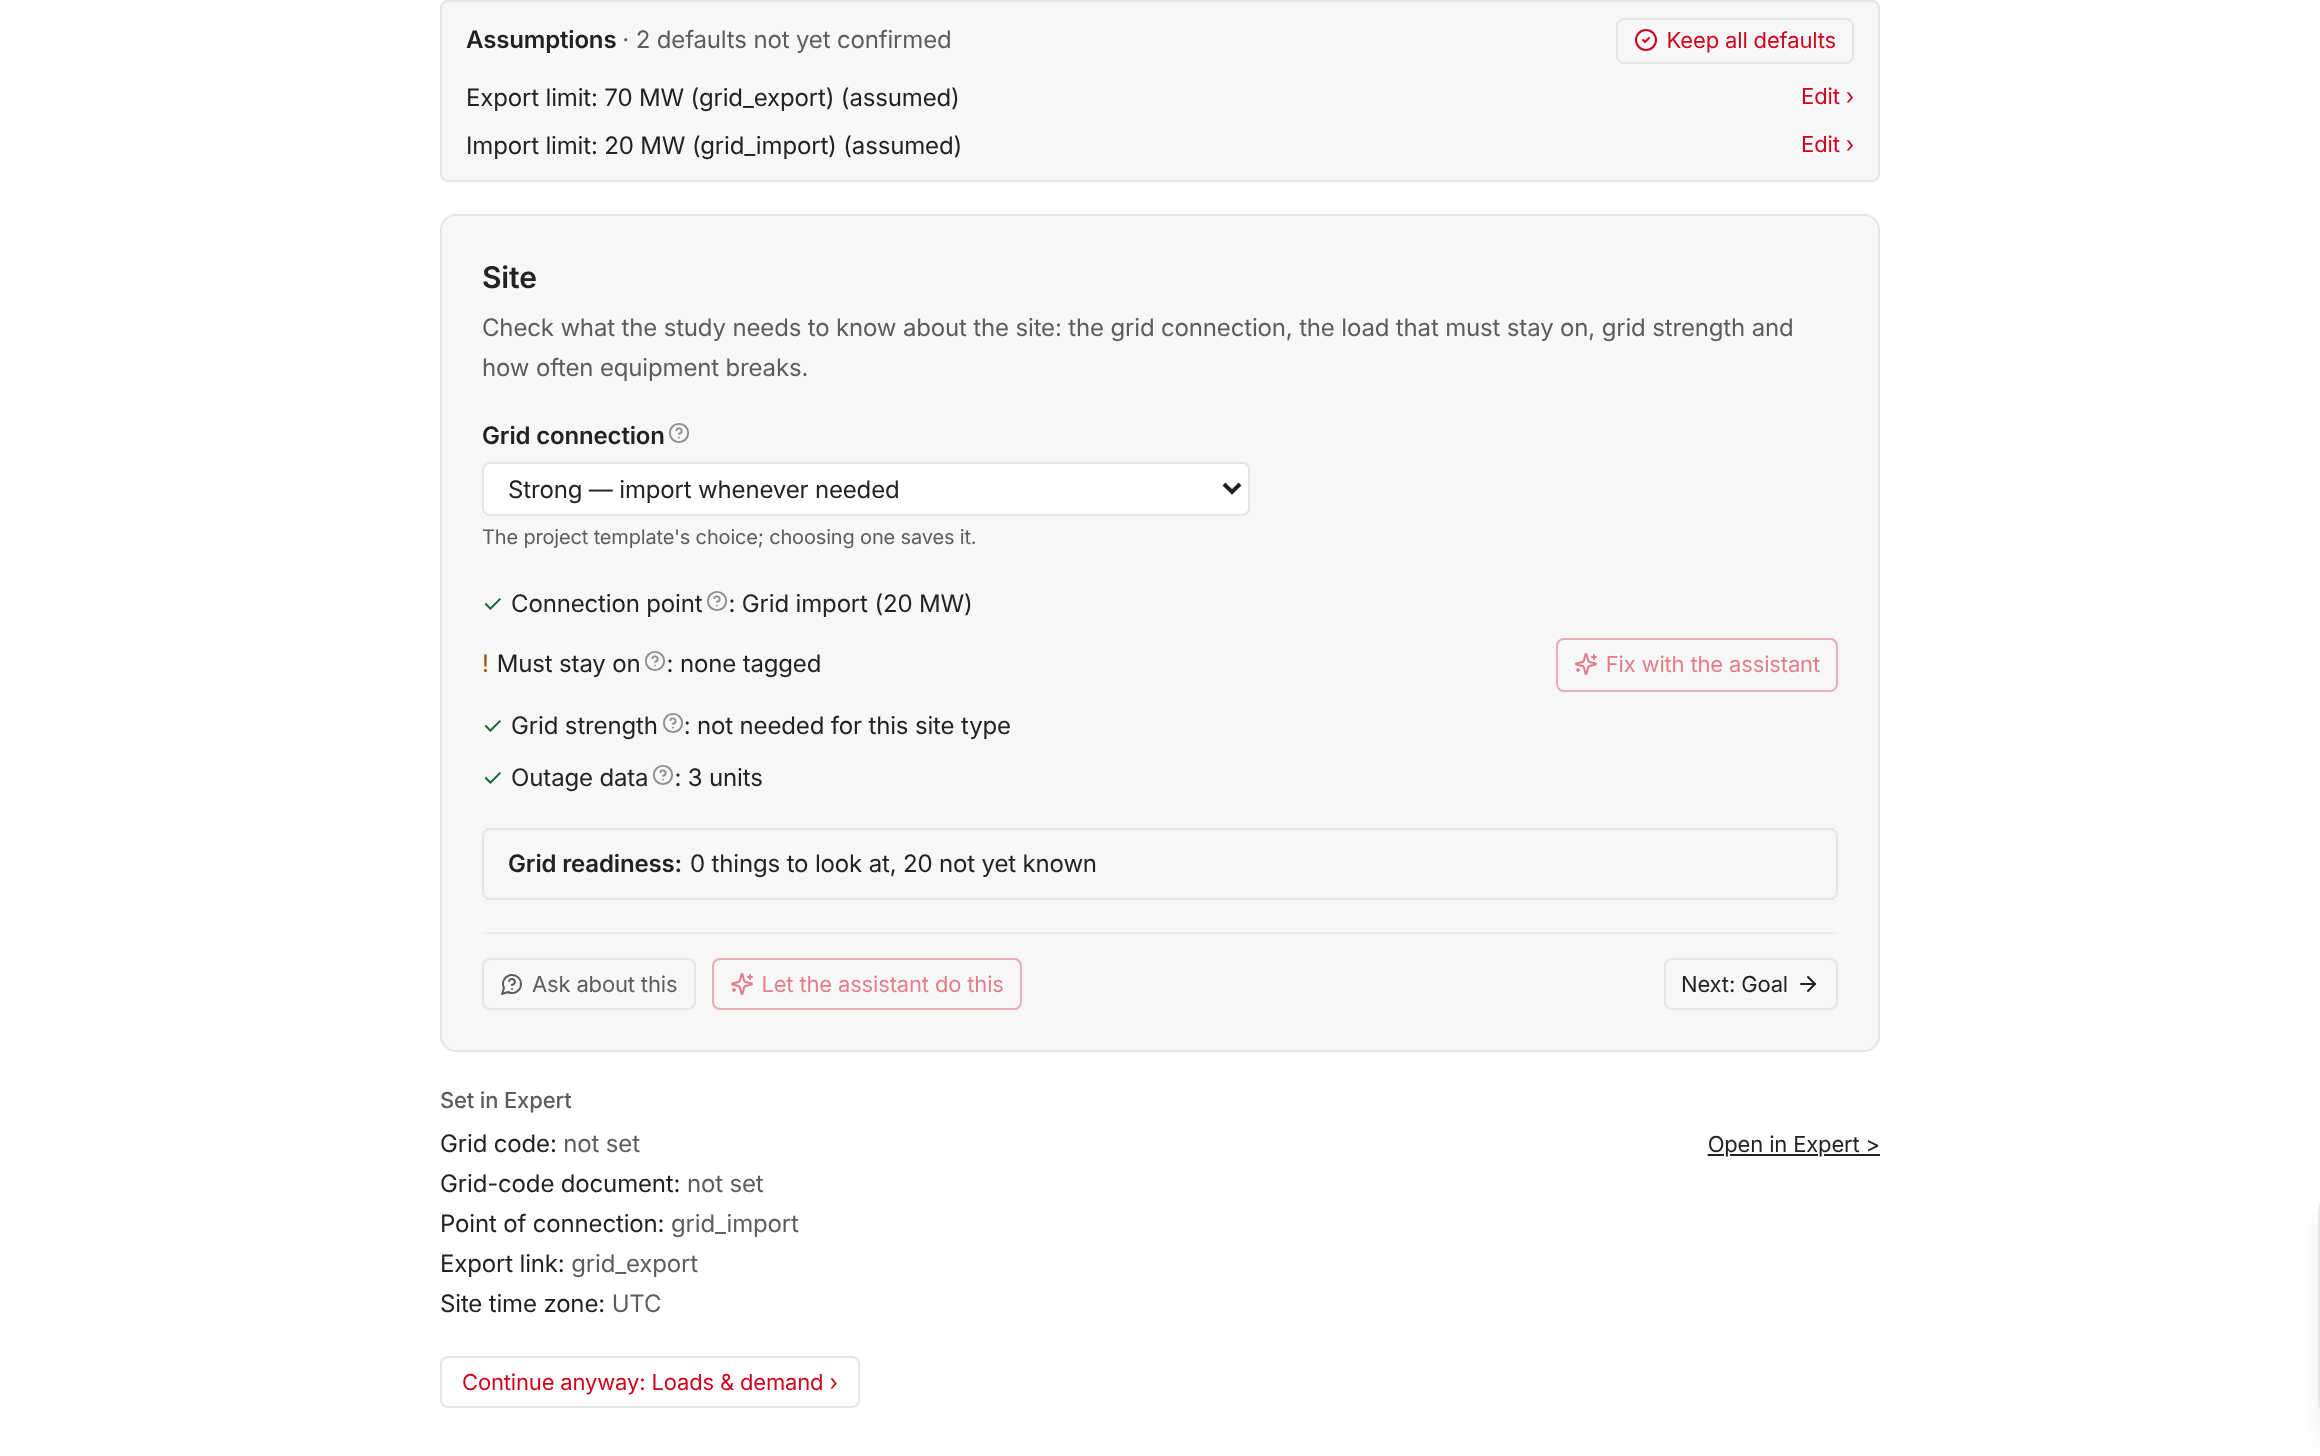 Assumptions · 2 defaults not yet confirmed
Keep all defaults
Export limit: 70 MW (grid_export) (assumed)
Edit ›
Import limit: 20 MW (grid_import) (assumed)
Edit ›
Site
Check what the study needs to know about the site: the grid connection, the load that must stay on, grid strength and
how often equipment breaks.
Grid connection ?
Strong — import whenever needed
The project template's choice; choosing one saves it.
✓ Connection point ? : Grid import (20 MW)
! Must stay on ? : none tagged
Fix with the assistant
✓ Grid strength ? : not needed for this site type
✓ Outage data ? : 3 units
Grid readiness: 0 things to look at, 20 not yet known
Ask about this
Let the assistant do this
Next: Goal →
Set in Expert
Grid code: not set
Open in Expert >
Grid-code document: not set
Point of connection: grid_import
Export link: grid_export
Site time zone: UTC
Continue anyway: Loads & demand ›